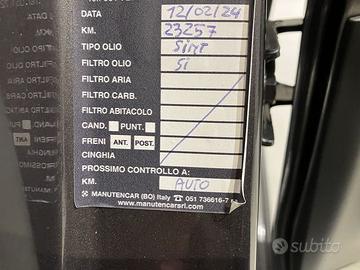 DATA 12/02/24
KM. 23257
TIPO OLIO SINT
FILTRO OLIO SI
FILTRO ARIA
FILTRO CARB.
FILTRO ABITACOLO
CAND. PUNT.
FRENI ANT. POST.
CINGHIA
PROSSIMO CONTROLLO A:
KM. AUTO
MANUTENCAR (BO) Italy ☎ 051 736616-7
www.manutencarsrl.com
subito